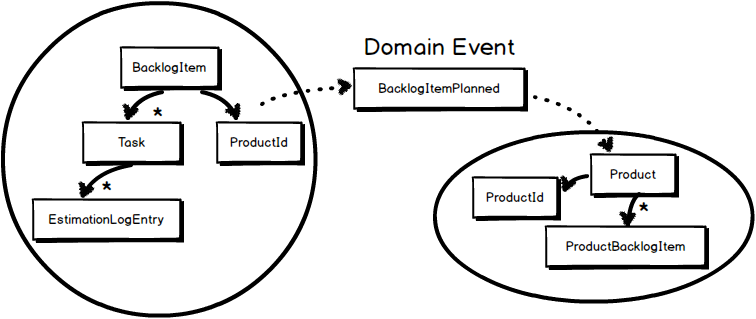 Domain Event
BacklogItem
BacklogItemPlanned
*
Task
ProductId
*
EstimationLogEntry
Product
ProductId
*
ProductBacklogItem